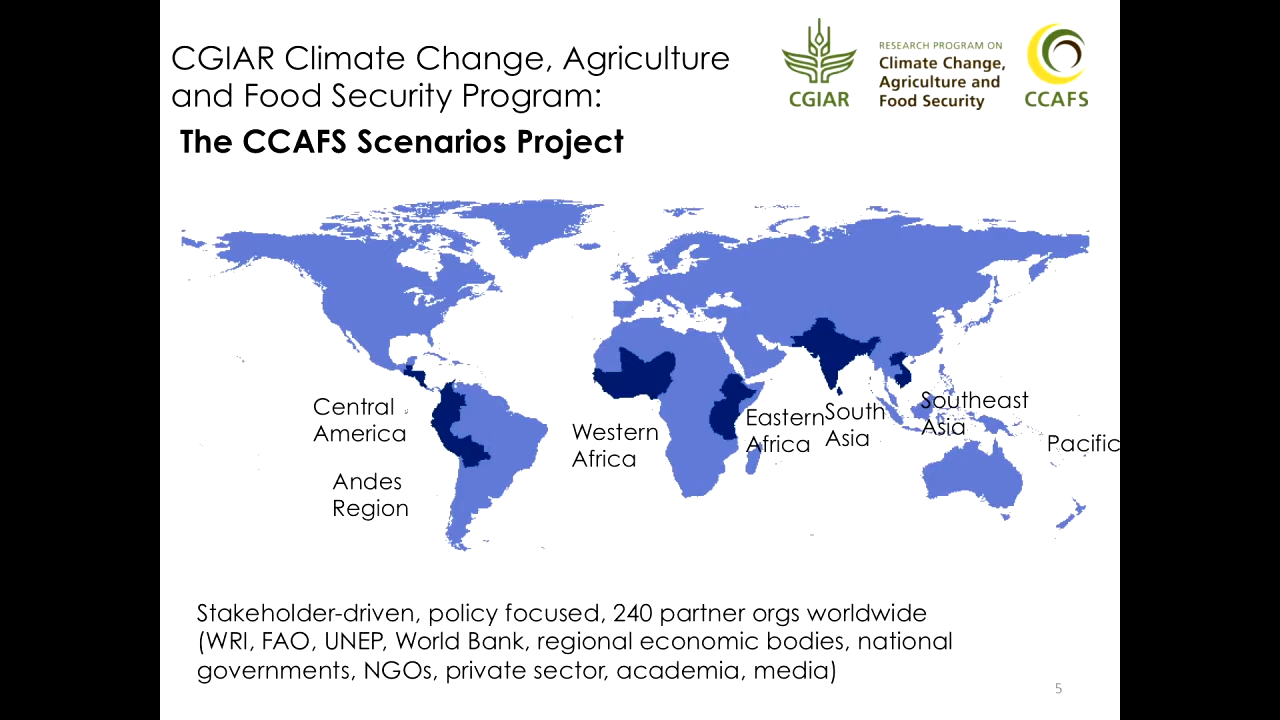 CGIAR Climate Change, Agriculture
and Food Security Program:
The CCAFS Scenarios Project
CGIAR
RESEARCH PROGRAM ON
Climate Change,
Agriculture and
Food Security
CCAFS
Central
America
Andes
Region
Western
Africa
Eastern
Africa
South
Asia
Southeast
Asia
Pacific
Stakeholder-driven, policy focused, 240 partner orgs worldwide
(WRI, FAO, UNEP, World Bank, regional economic bodies, national
governments, NGOs, private sector, academia, media)
5